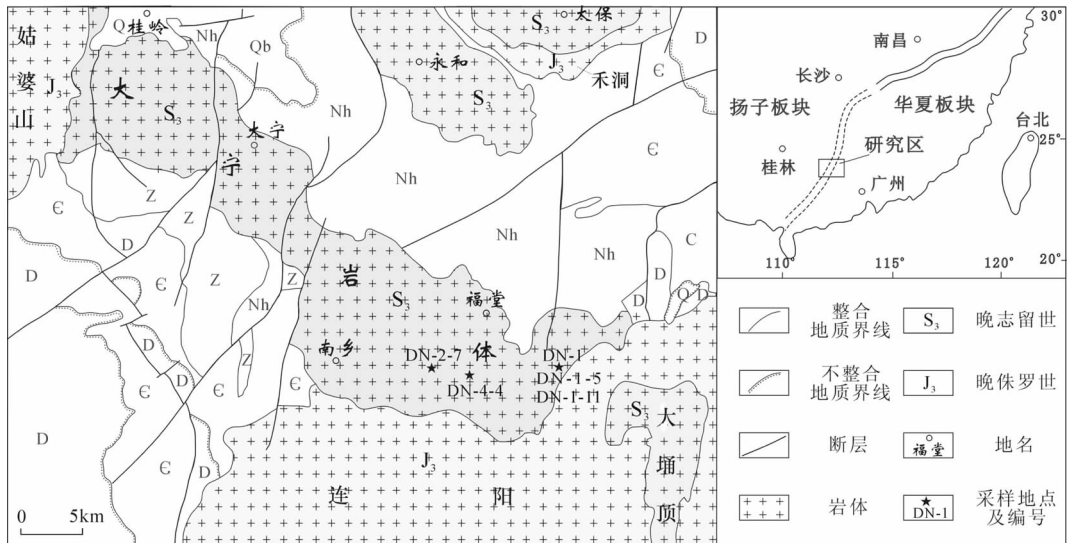 姑婆山
Q
桂岭
Nh
Qb
S₃
太保
D
J₃
大
S₃
永和
J₃
禾洞
Є
S₃
太宁
宁
Є
Nh
Є
Z
Z
D
Nh
C
D
Є
Z
Z
Nh
岩
D
Nh
S₃
福堂
D
Q
D
D
Z
南乡
体
DN-2-7
DN-4-4
DN-1
DN-1-5
DN-1-11
Є
D
Є
Є
S₃
大埇顶
D
Є
D
J₃
连阳
0 5km
30°
南昌
长沙
扬子板块
华夏板块
台北
25°
研究区
桂林
广州
110°
115°
120°
20°
整合
地质界线
S₃
晚志留世
不整合
地质界线
J₃
晚侏罗世
断层
福堂
地名
岩体
DN-1
采样地点
及编号